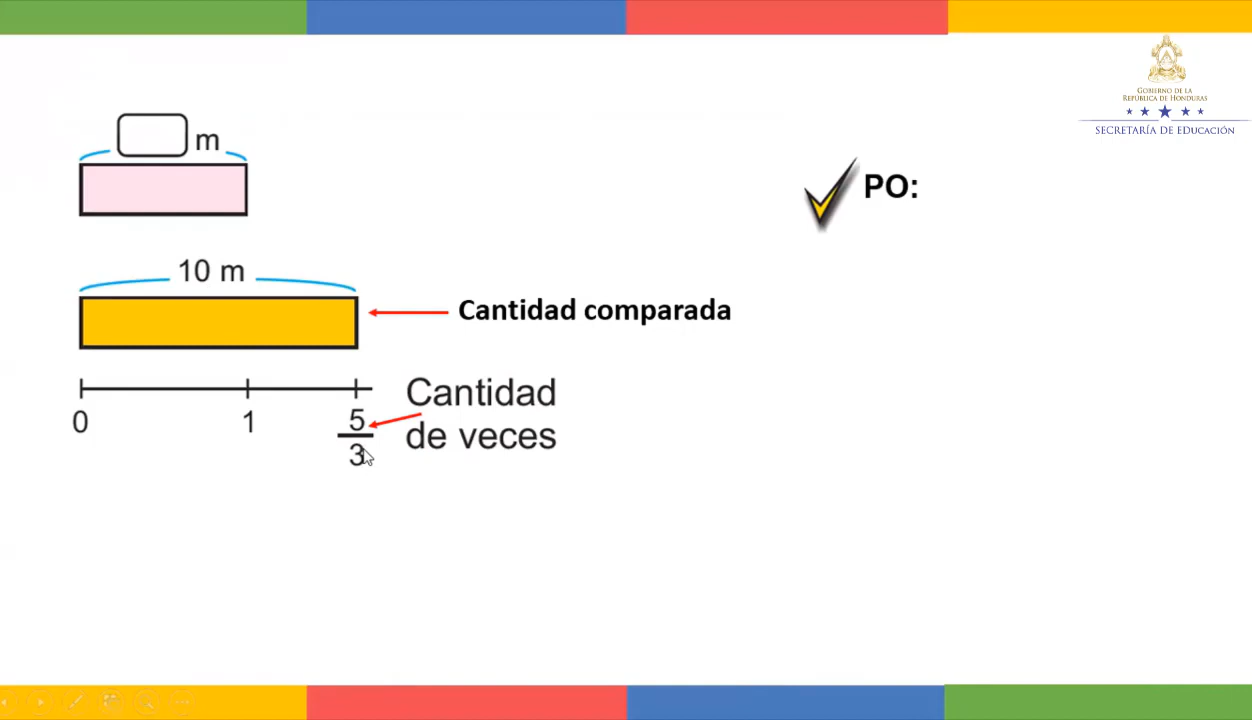 GOBIERNO DE LA
REPÚBLICA DE HONDURAS
SECRETARÍA DE EDUCACIÓN
m
PO:
10 m
Cantidad comparada
0 1 5/3
Cantidad
de veces